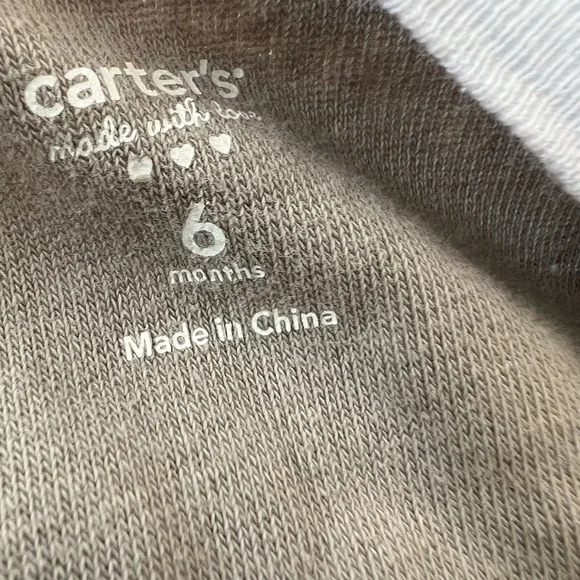 carter's
made with love
6
months
Made in China